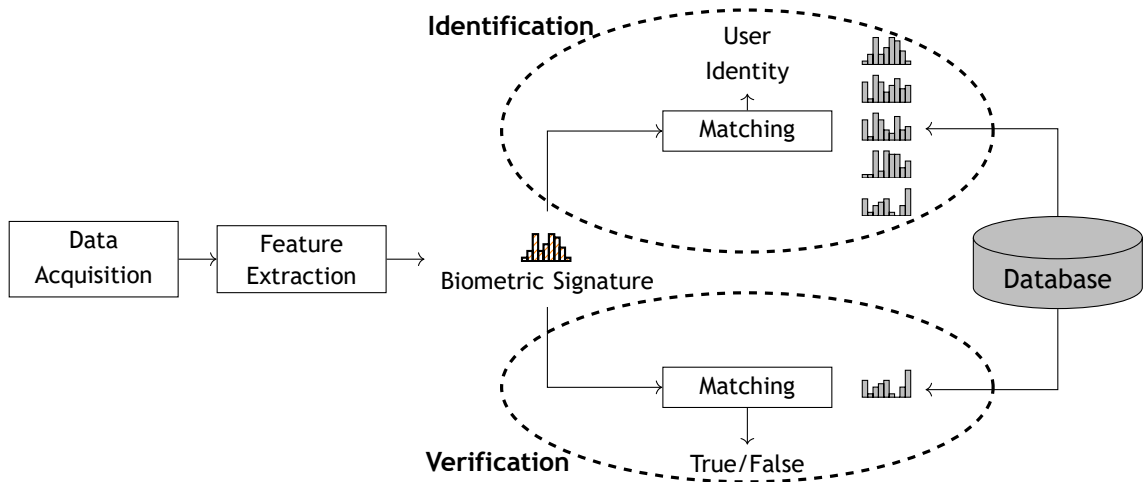 Identification
User
Identity
Matching
Data
Acquisition
Feature
Extraction
Biometric Signature
Database
Matching
Verification
True/False